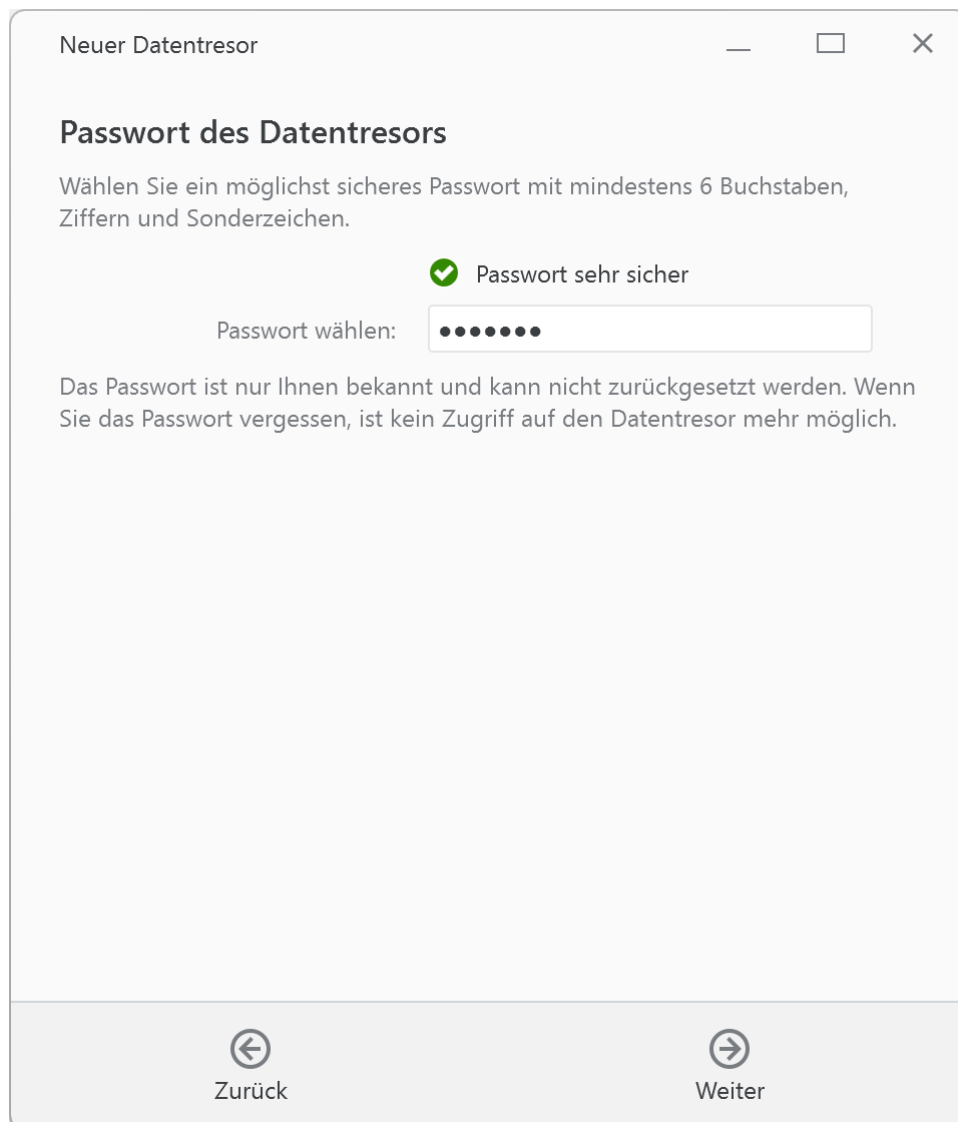 Neuer Datentresor
Passwort des Datentresors
Wählen Sie ein möglichst sicheres Passwort mit mindestens 6 Buchstaben,
Ziffern und Sonderzeichen.
Passwort sehr sicher
Passwort wählen: ●●●●●●●
Das Passwort ist nur Ihnen bekannt und kann nicht zurückgesetzt werden. Wenn
Sie das Passwort vergessen, ist kein Zugriff auf den Datentresor mehr möglich.
Zurück Weiter